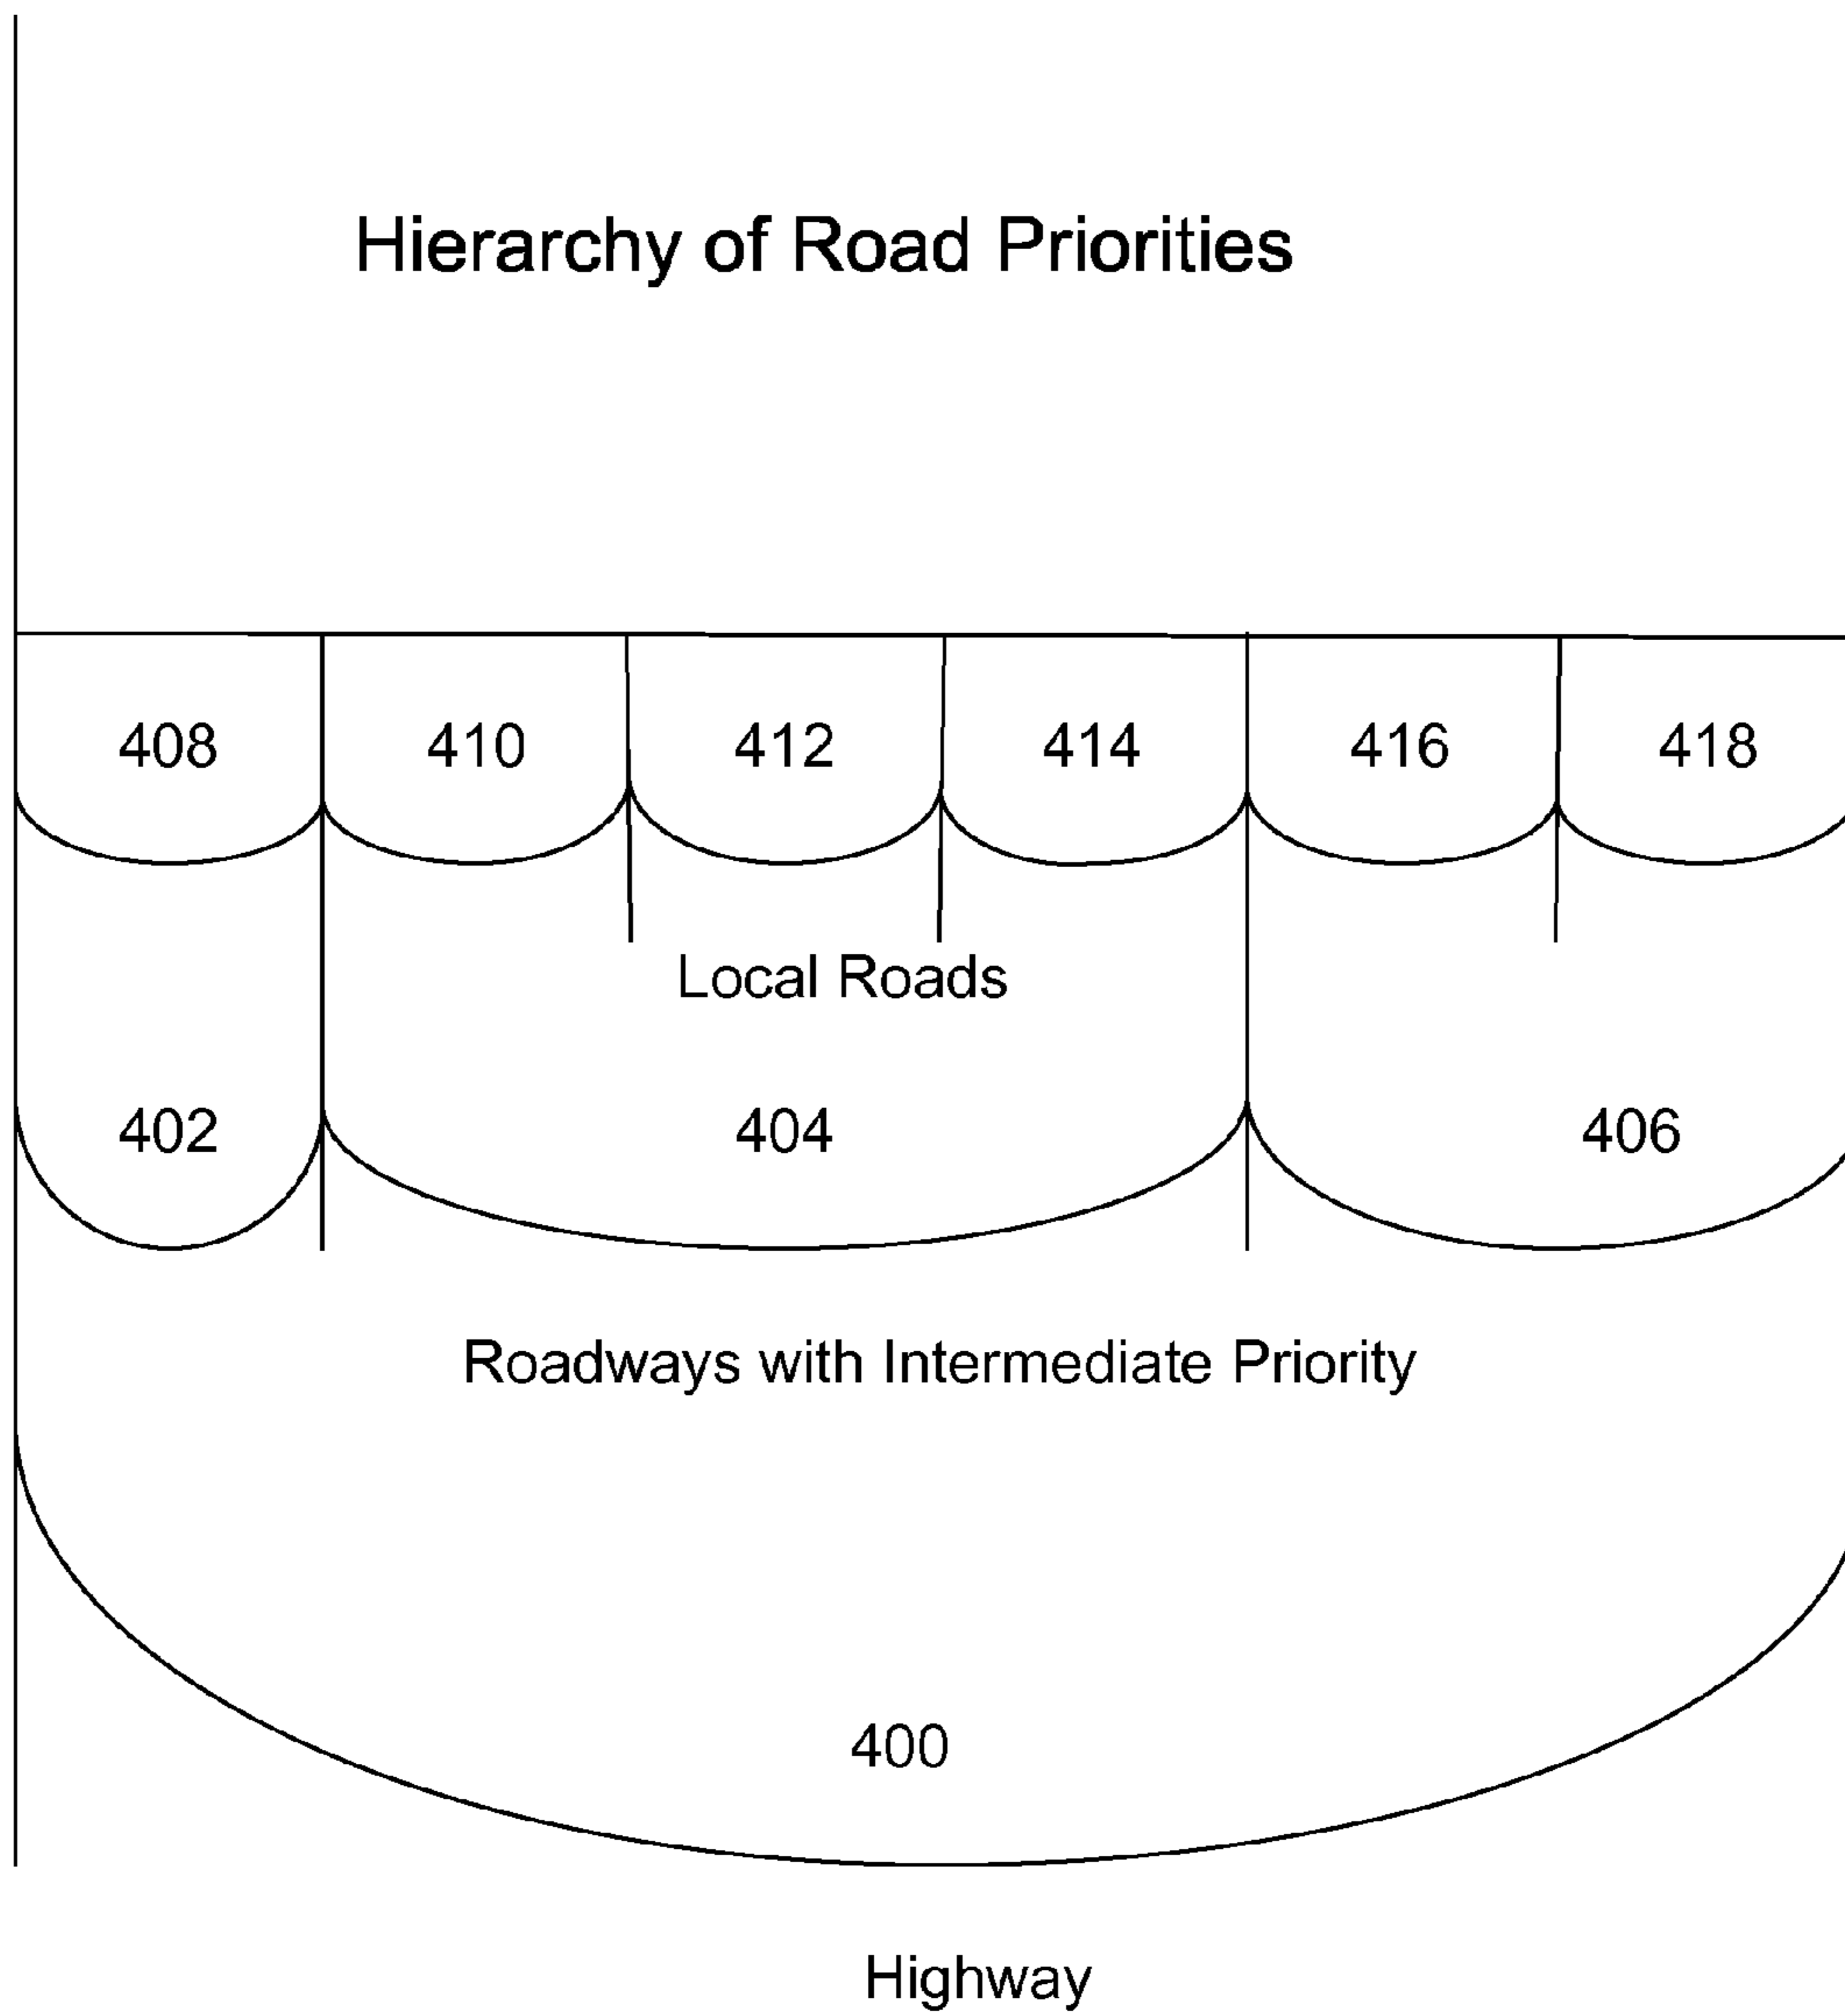 Hierarchy of Road Priorities
408 410 412 414 416 418
Local Roads
402 404 406
Roadways with Intermediate Priority
400
Highway